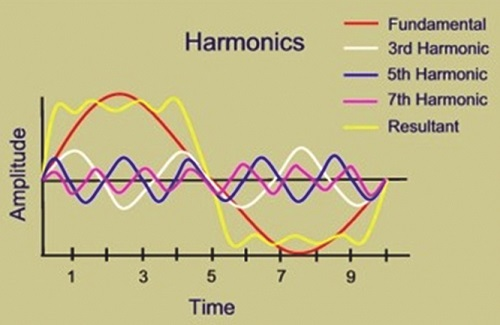 Harmonics
Fundamental
3rd Harmonic
5th Harmonic
7th Harmonic
Resultant
Amplitude
1 3 5 7 9
Time